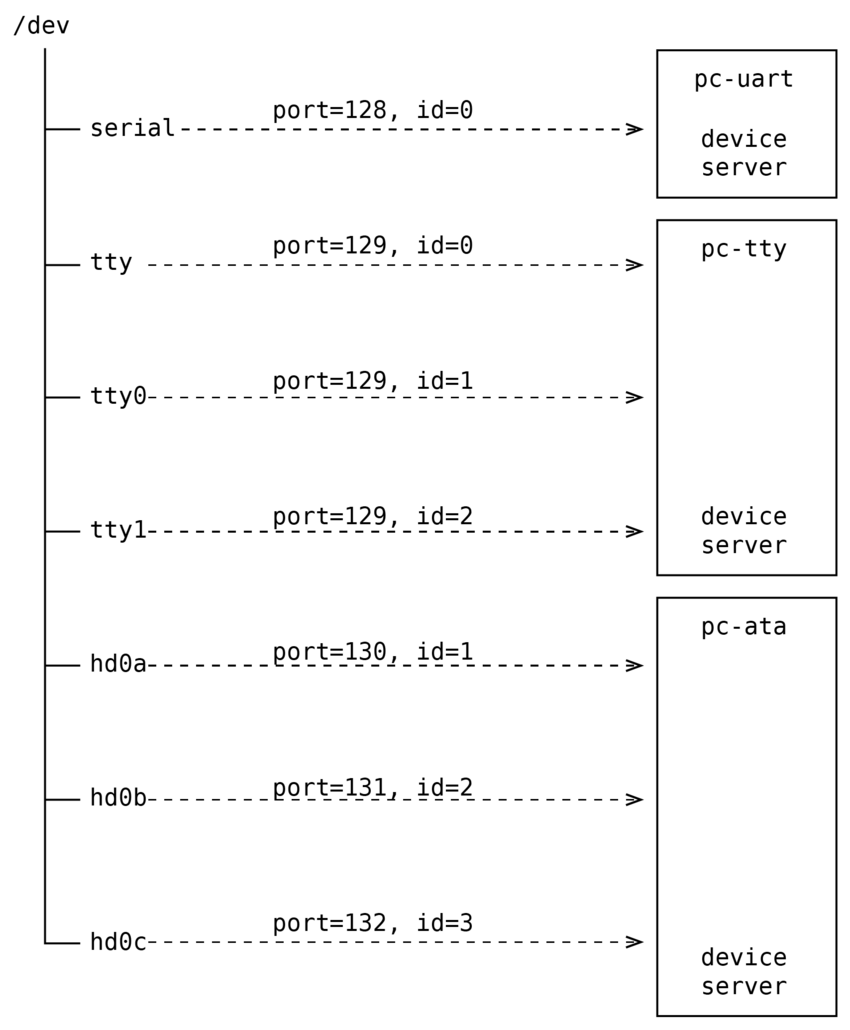 /dev
serial
port=128, id=0
pc-uart
device
server
tty
port=129, id=0
pc-tty
tty0
port=129, id=1
tty1
port=129, id=2
device
server
hd0a
port=130, id=1
pc-ata
hd0b
port=131, id=2
hd0c
port=132, id=3
device
server